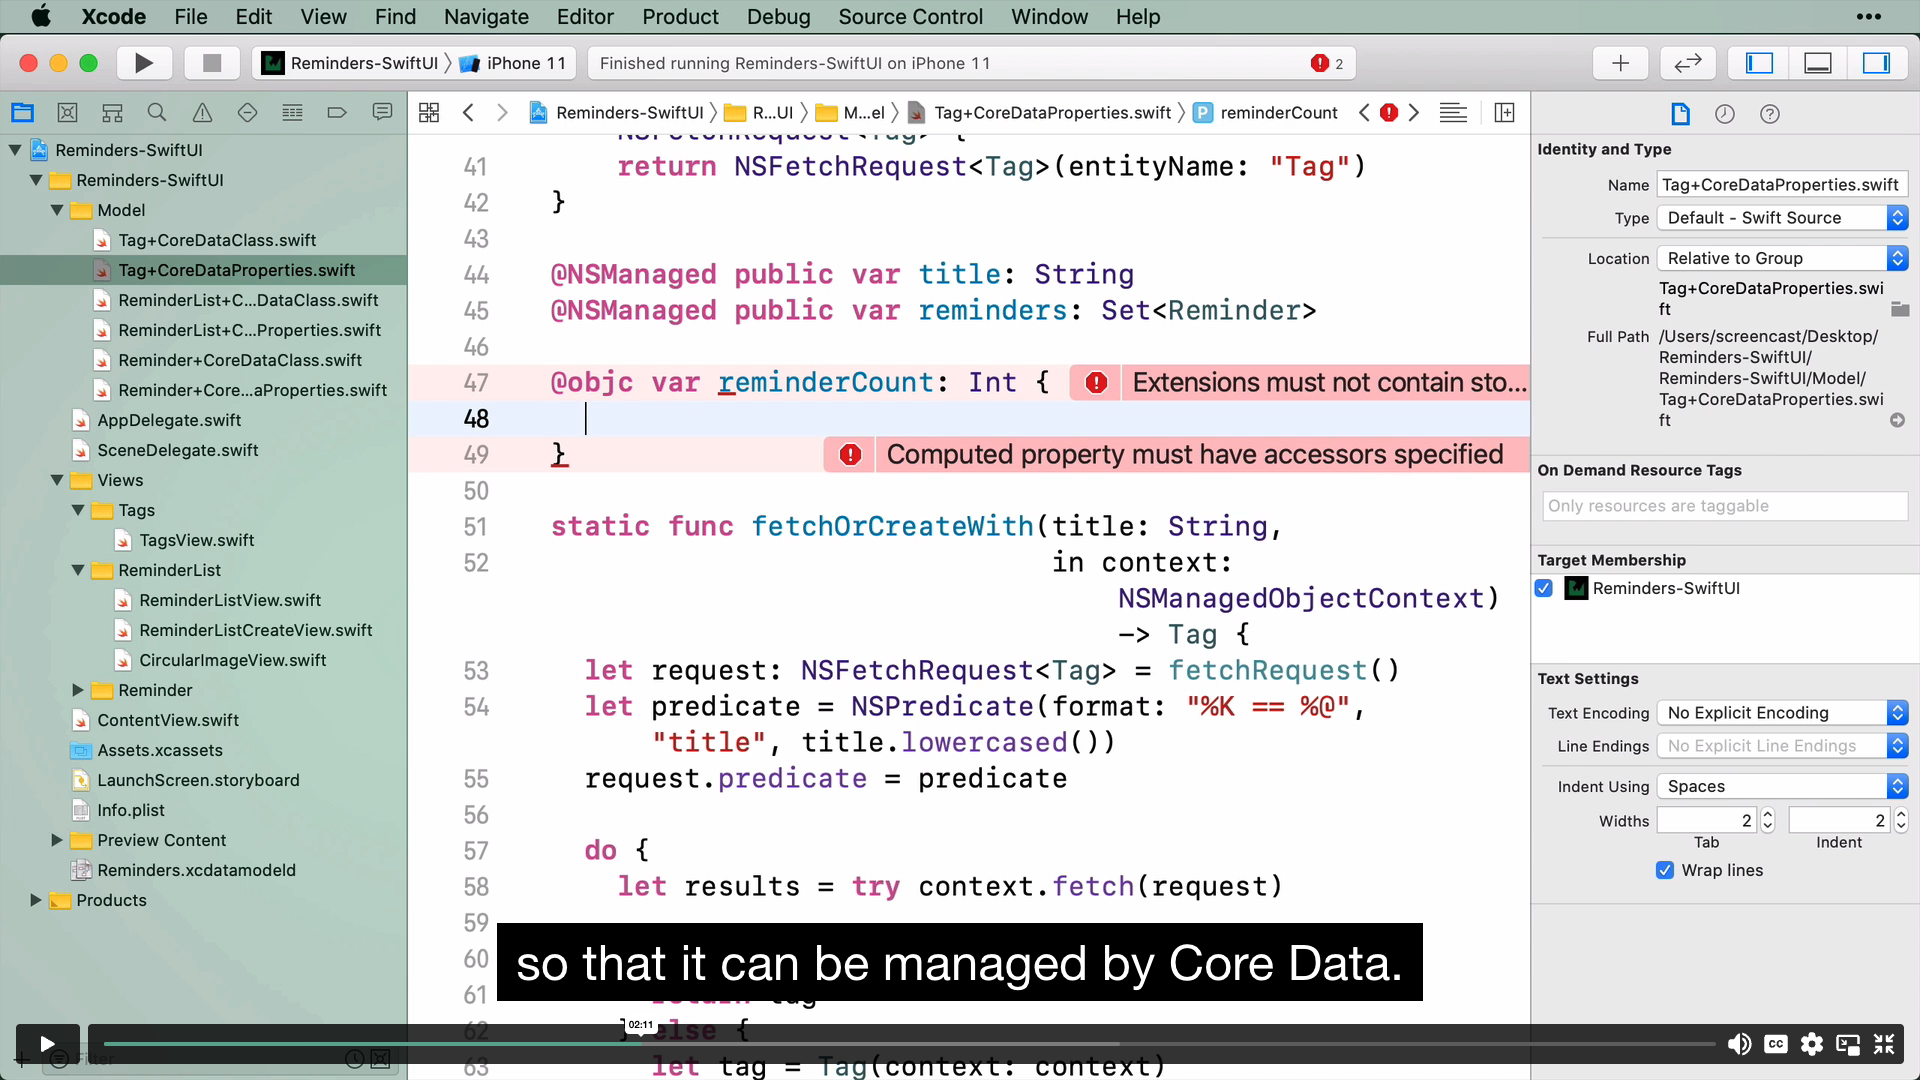 Xcode File Edit View Find Navigate Editor Product Debug Source Control Window Help •••
Reminders-SwiftUI 〉 iPhone 11
Finished running Reminders-SwiftUI on iPhone 11
2
Reminders-SwiftUI 〉 R...UI 〉 M...el 〉 Tag+CoreDataProperties.swift 〉 P reminderCount
Reminders-SwiftUI
Reminders-SwiftUI
Model
Tag+CoreDataClass.swift
Tag+CoreDataProperties.swift
ReminderList+C...DataClass.swift
ReminderList+C...Properties.swift
Reminder+CoreDataClass.swift
Reminder+Core...aProperties.swift
AppDelegate.swift
SceneDelegate.swift
Views
Tags
TagsView.swift
ReminderList
ReminderListView.swift
ReminderListCreateView.swift
CircularImageView.swift
Reminder
ContentView.swift
Assets.xcassets
LaunchScreen.storyboard
Info.plist
Preview Content
Reminders.xcdatamodeld
Products
Filter
NSFetchRequest<Tag> {
41 return NSFetchRequest<Tag>(entityName: "Tag")
42 }
43
44 @NSManaged public var title: String
45 @NSManaged public var reminders: Set<Reminder>
46
47 @objc var reminderCount: Int { Extensions must not contain sto...
48
49 } Computed property must have accessors specified
50
51 static func fetchOrCreateWith(title: String,
52 in context:
NSManagedObjectContext)
-> Tag {
53 let request: NSFetchRequest<Tag> = fetchRequest()
54 let predicate = NSPredicate(format: "%K == %@",
"title", title.lowercased())
55 request.predicate = predicate
56
57 do {
58 let results = try context.fetch(request)
59
60
so that it can be managed by Core Data.
61 return tag
62 } else {
02:11
63 let tag = Tag(context: context)
CC
Identity and Type
Name Tag+CoreDataProperties.swift
Type Default - Swift Source
Location Relative to Group
Tag+CoreDataProperties.swi
ft
Full Path /Users/screencast/Desktop/
Reminders-SwiftUI/
Reminders-SwiftUI/Model/
Tag+CoreDataProperties.swi
ft
On Demand Resource Tags
Only resources are taggable
Target Membership
Reminders-SwiftUI
Text Settings
Text Encoding No Explicit Encoding
Line Endings No Explicit Line Endings
Indent Using Spaces
Widths 2 2
Tab Indent
Wrap lines